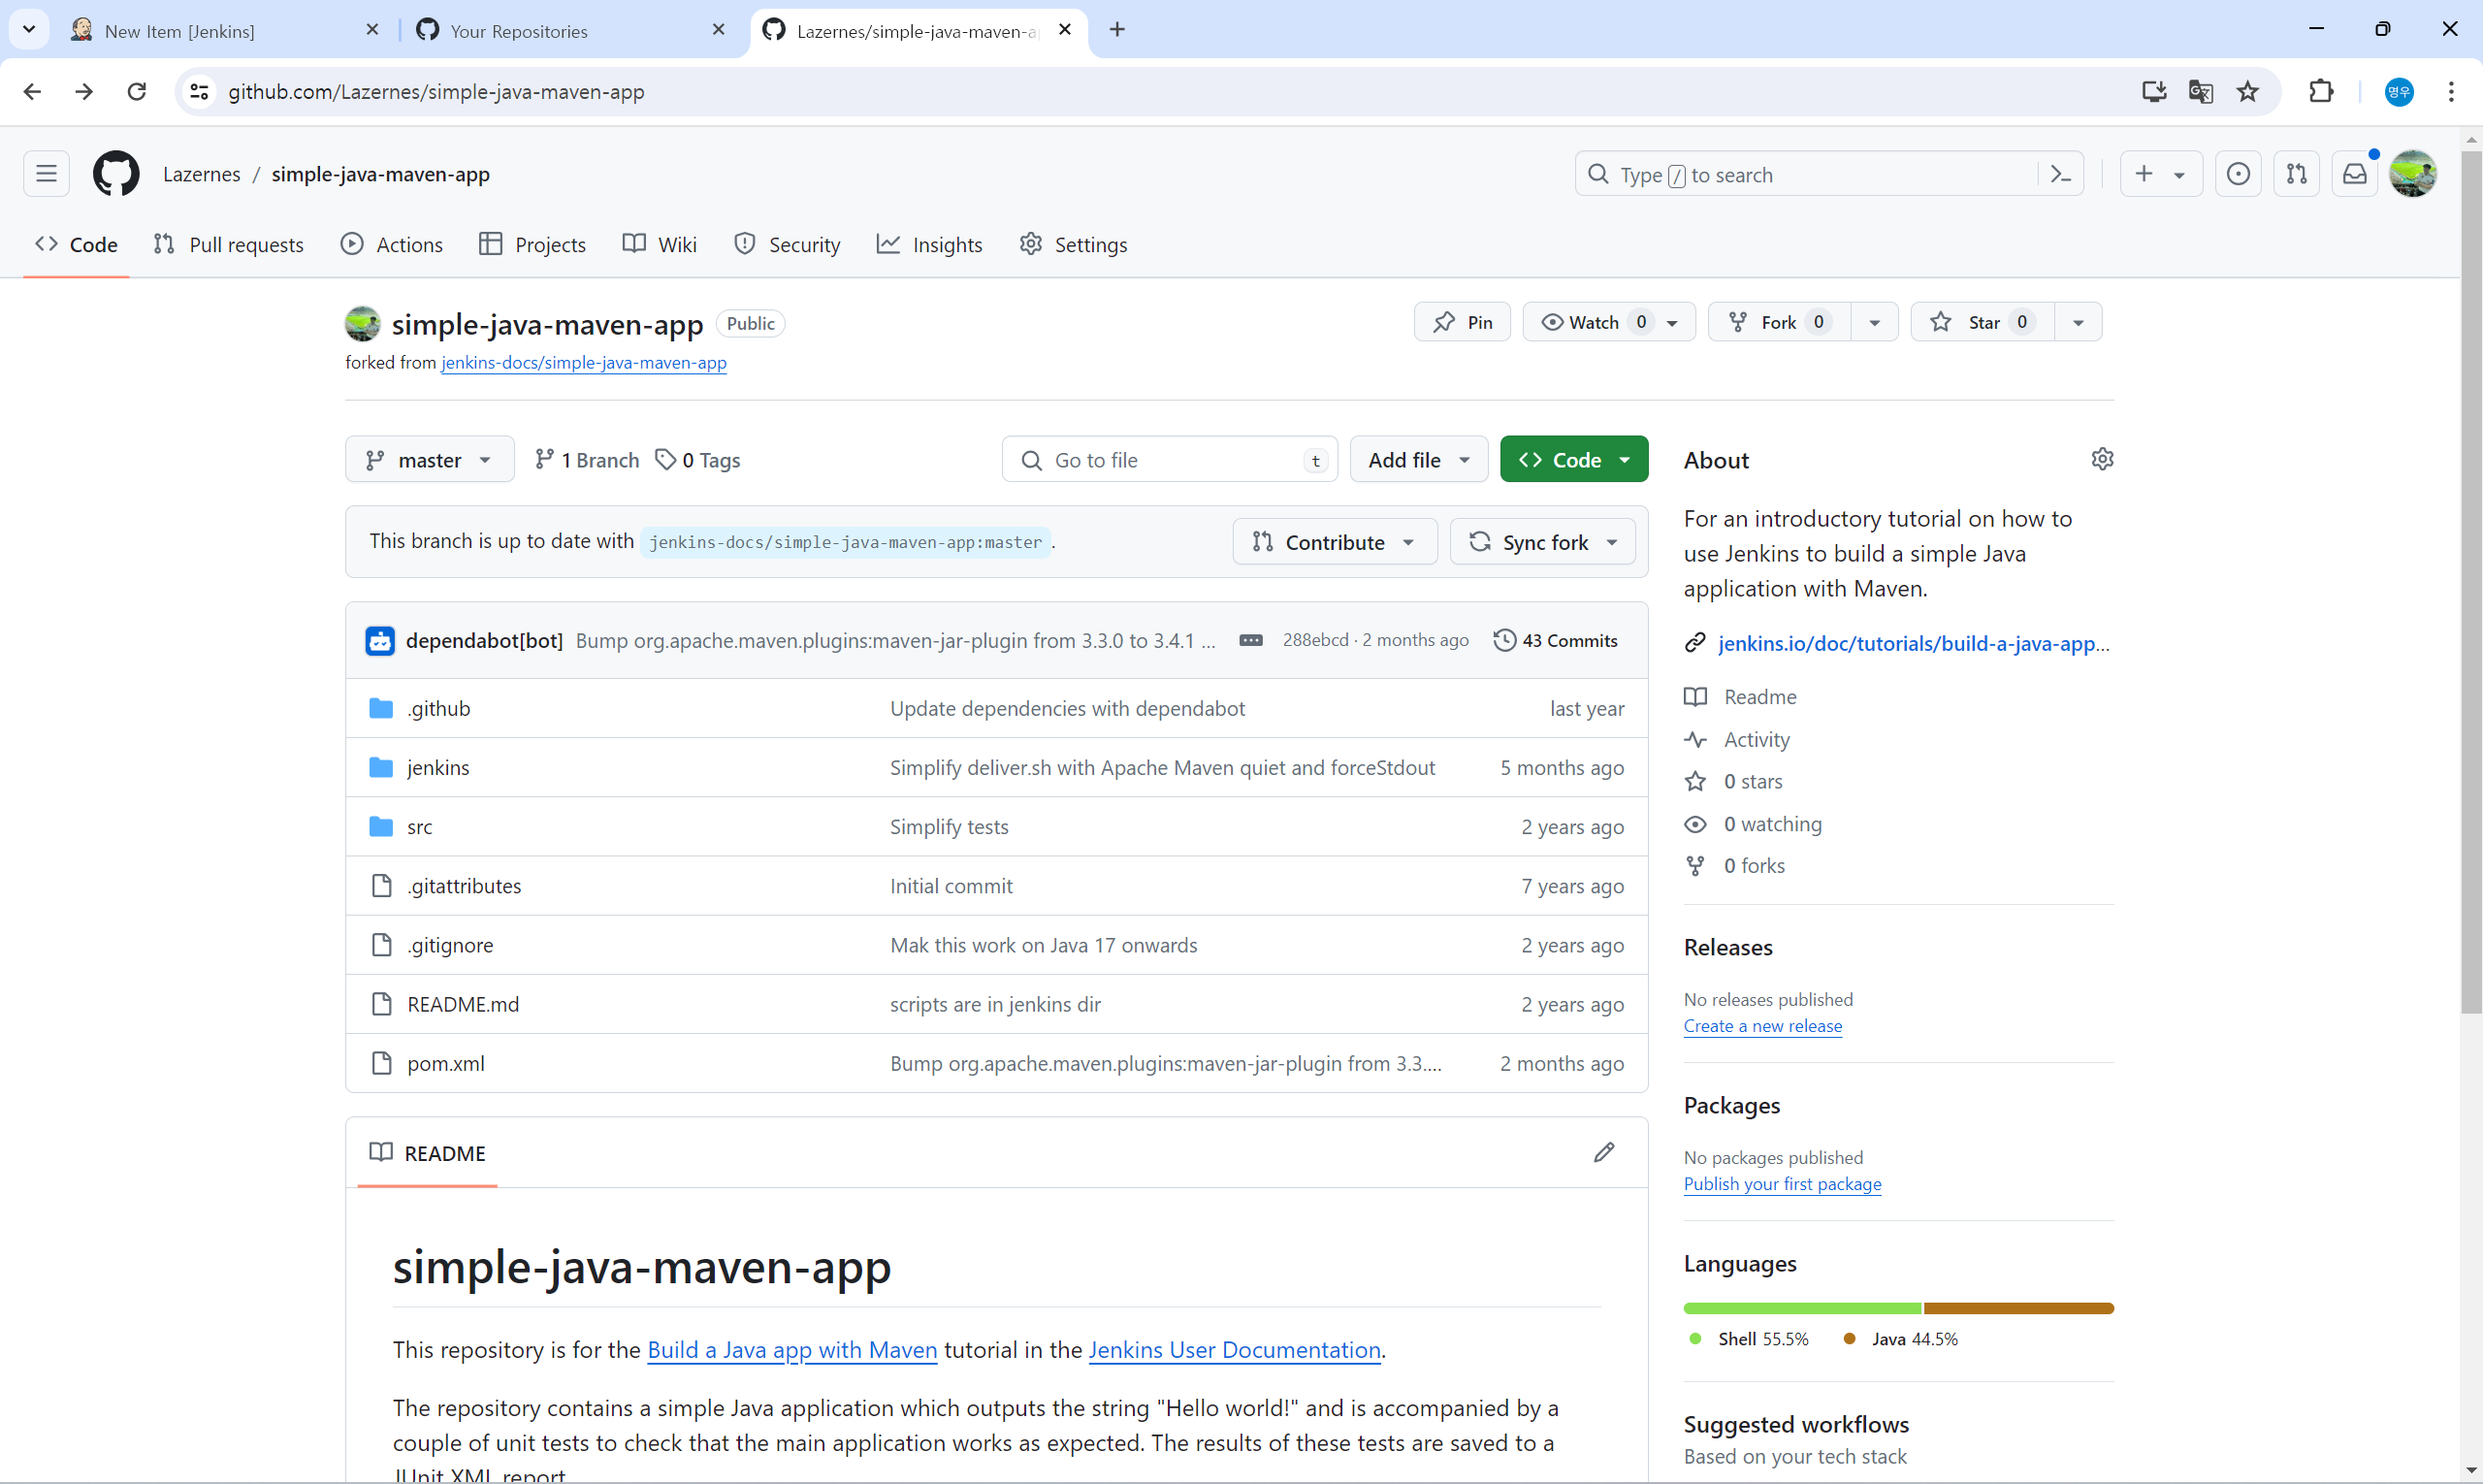 New Item [Jenkins]
Your Repositories
Lazernes/simple-java-maven-a
github.com/Lazernes/simple-java-maven-app
명우
Lazernes / simple-java-maven-app
Type / to search
Code
Pull requests
Actions
Projects
Wiki
Security
Insights
Settings
simple-java-maven-app Public
forked from jenkins-docs/simple-java-maven-app
Pin
Watch 0
Fork 0
Star 0
master
1 Branch
0 Tags
Go to file t
Add file
Code
This branch is up to date with jenkins-docs/simple-java-maven-app:master .
Contribute
Sync fork
dependabot[bot] Bump org.apache.maven.plugins:maven-jar-plugin from 3.3.0 to 3.4.1 ... 288ebcd · 2 months ago 43 Commits
.github Update dependencies with dependabot last year
jenkins Simplify deliver.sh with Apache Maven quiet and forceStdout 5 months ago
src Simplify tests 2 years ago
.gitattributes Initial commit 7 years ago
.gitignore Mak this work on Java 17 onwards 2 years ago
README.md scripts are in jenkins dir 2 years ago
pom.xml Bump org.apache.maven.plugins:maven-jar-plugin from 3.3.... 2 months ago
README
simple-java-maven-app
This repository is for the Build a Java app with Maven tutorial in the Jenkins User Documentation.
The repository contains a simple Java application which outputs the string "Hello world!" and is accompanied by a
couple of unit tests to check that the main application works as expected. The results of these tests are saved to a
JUnit XML report.
About
For an introductory tutorial on how to
use Jenkins to build a simple Java
application with Maven.
jenkins.io/doc/tutorials/build-a-java-app...
Readme
Activity
0 stars
0 watching
0 forks
Releases
No releases published
Create a new release
Packages
No packages published
Publish your first package
Languages
Shell 55.5%
Java 44.5%
Suggested workflows
Based on your tech stack